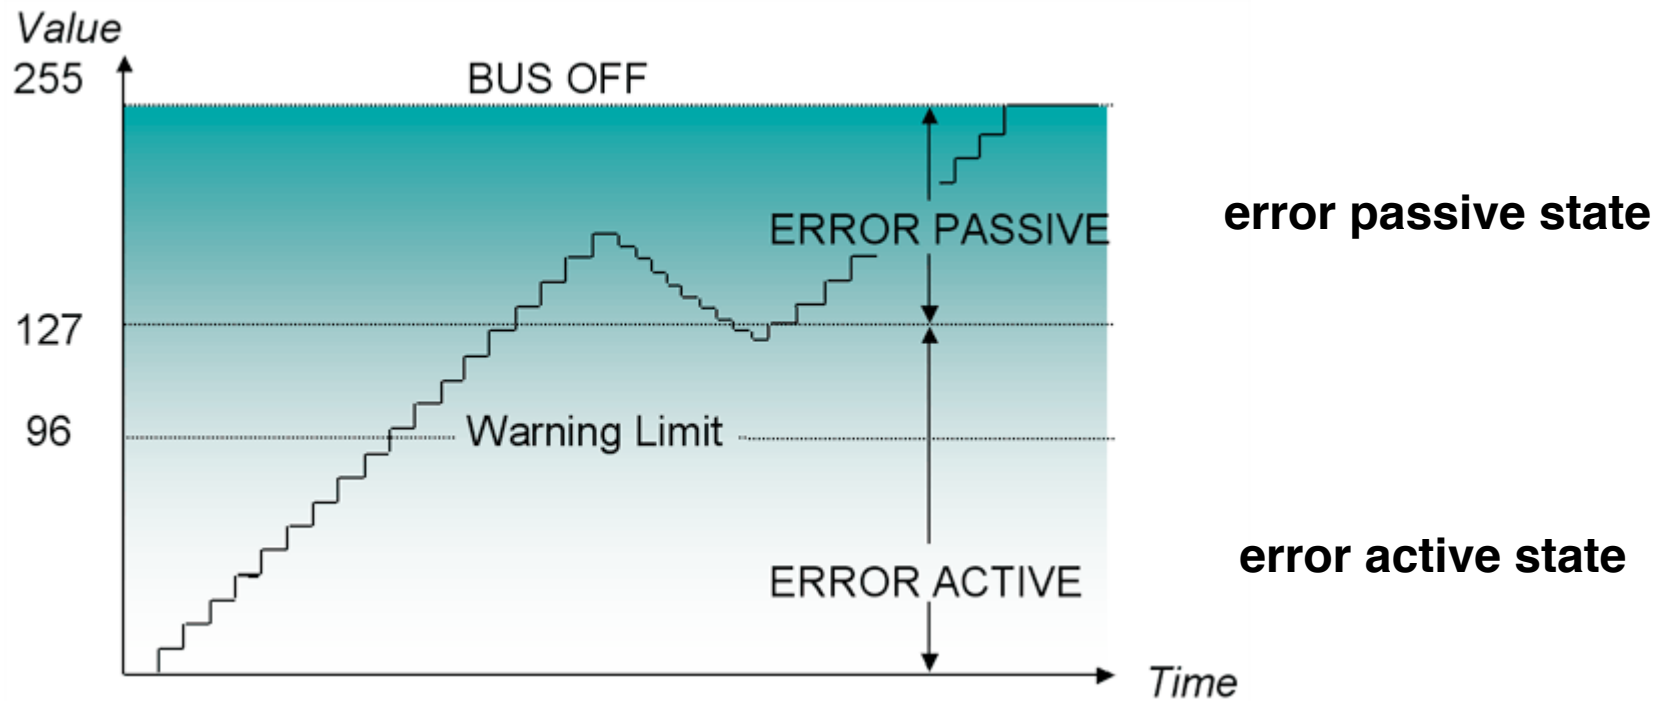 Value
255
BUS OFF
ERROR PASSIVE
error passive state
127
96
Warning Limit
error active state
ERROR ACTIVE
Time